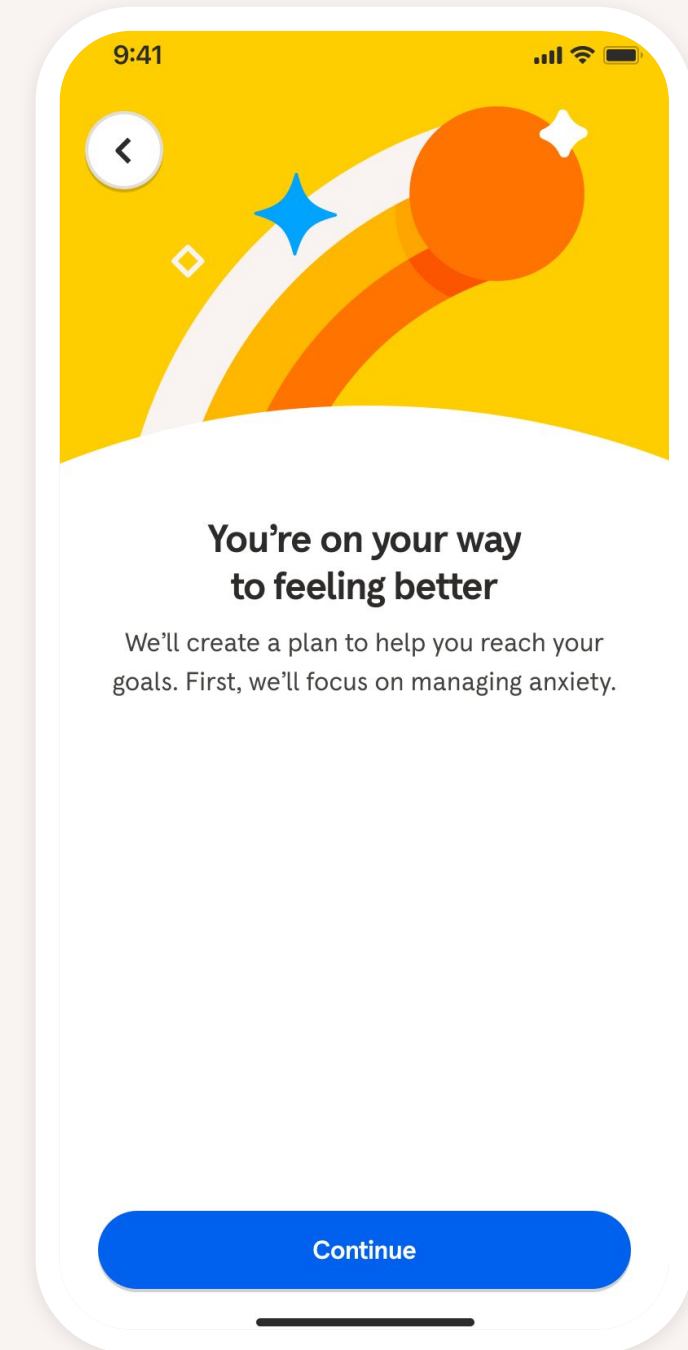 9:41
You’re on your way
to feeling better
We’ll create a plan to help you reach your
goals. First, we’ll focus on managing anxiety.
Continue